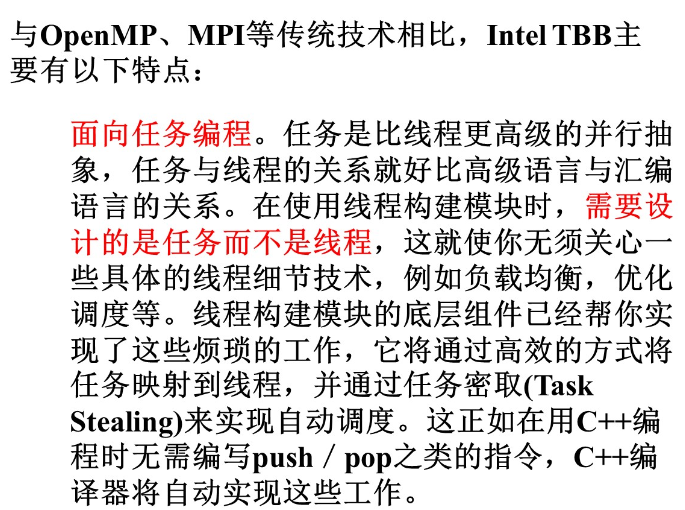 与OpenMP、MPI等传统技术相比，Intel TBB主
要有以下特点：
面向任务编程。任务是比线程更高级的并行抽
象，任务与线程的关系就好比高级语言与汇编
语言的关系。在使用线程构建模块时，需要设
计的是任务而不是线程，这就使你无须关心一
些具体的线程细节技术，例如负载均衡，优化
调度等。线程构建模块的底层组件已经帮你实
现了这些烦琐的工作，它将通过高效的方式将
任务映射到线程，并通过任务密取(Task
Stealing)来实现自动调度。这正如在用C++编
程时无需编写push／pop之类的指令，C++编
译器将自动实现这些工作。